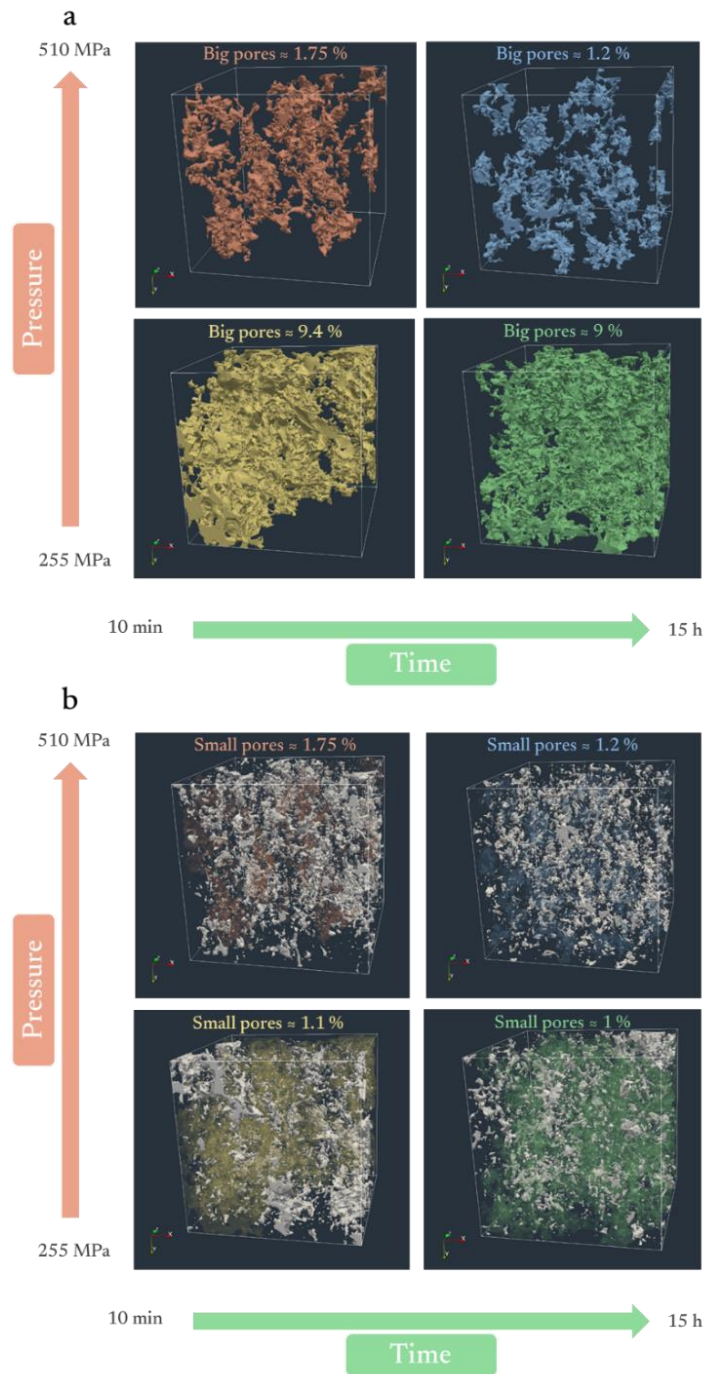 a
510 MPa
Big pores ≈ 1.75 %
Big pores ≈ 1.2 %
Pressure
Big pores ≈ 9.4 %
Big pores ≈ 9 %
255 MPa
10 min
15 h
Time
b
510 MPa
Small pores ≈ 1.75 %
Small pores ≈ 1.2 %
Pressure
Small pores ≈ 1.1 %
Small pores ≈ 1 %
255 MPa
10 min
15 h
Time